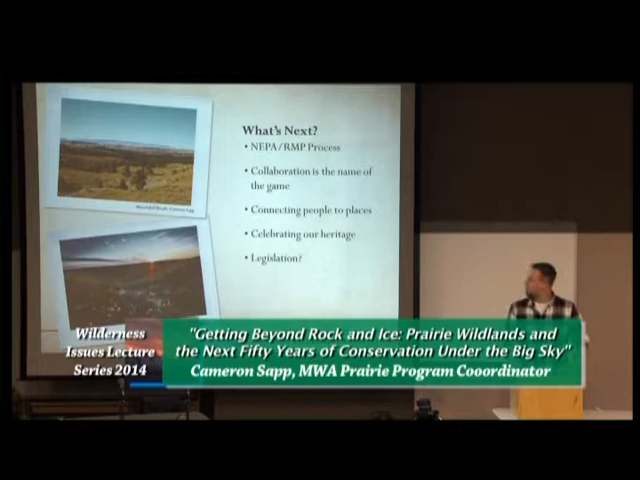 What's Next?
• NEPA / RMP Process
• Collaboration is the name of
the game
• Connecting people to places
• Celebrating our heritage
• Legislation?
Wilderness
Issues Lecture
Series 2014
"Getting Beyond Rock and Ice: Prairie Wildlands and
the Next Fifty Years of Conservation Under the Big Sky"
Cameron Sapp, MWA Prairie Program Cooordinator